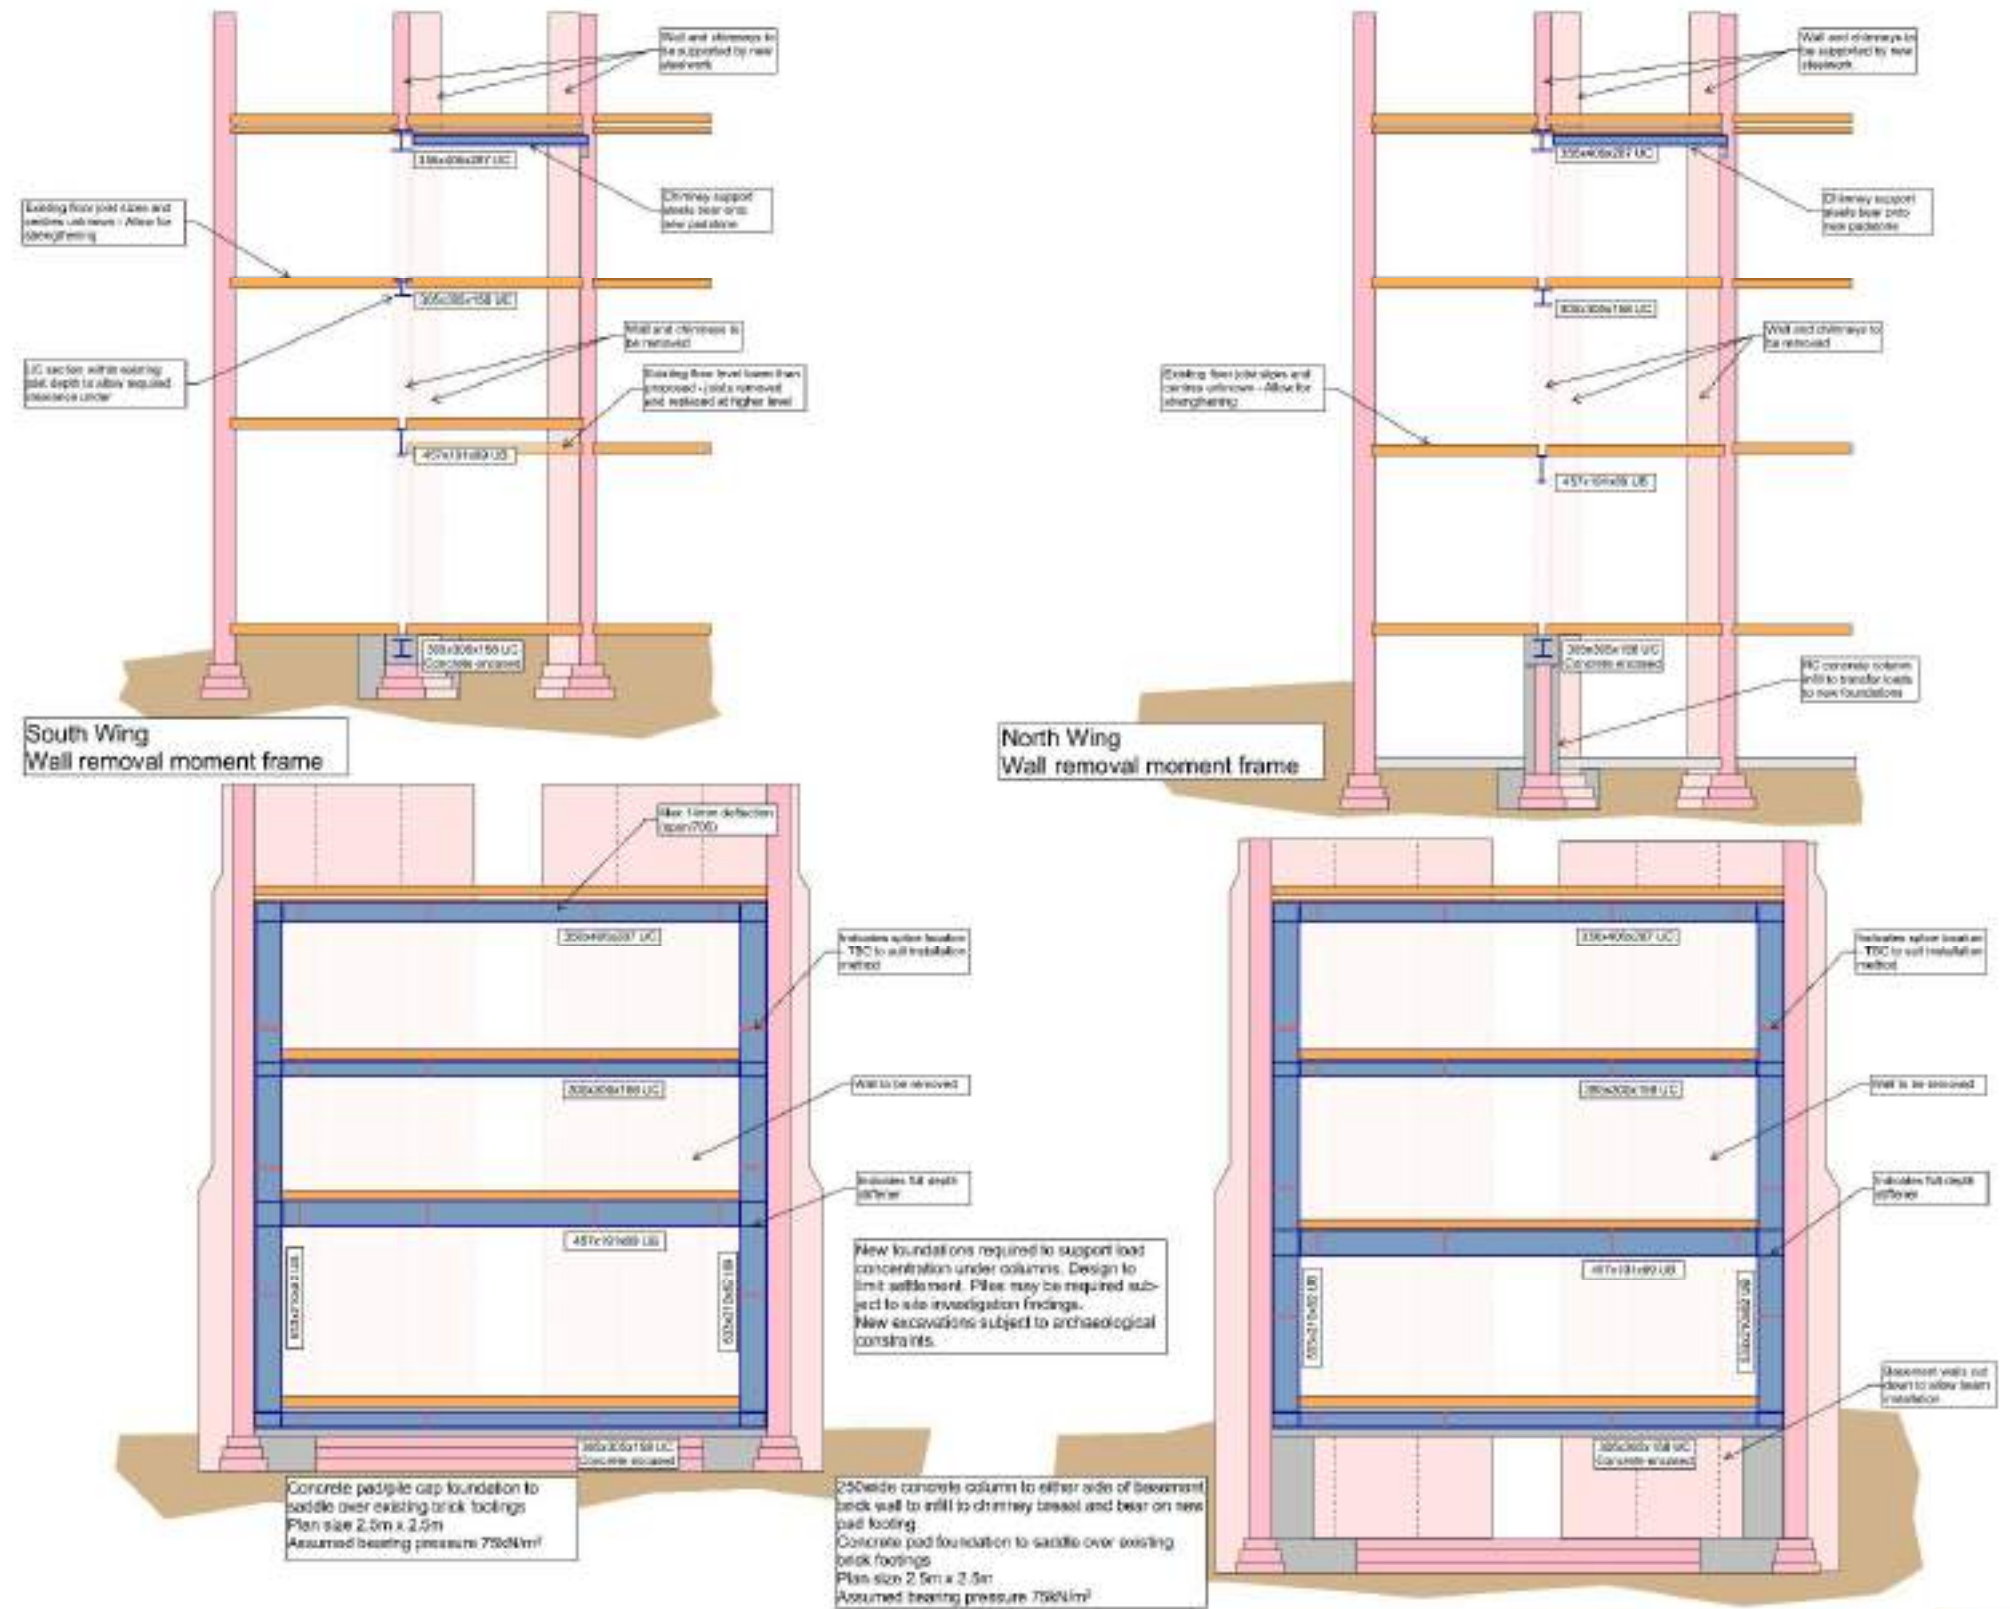 Wall and chimneys to
be supported by new
steelwork
356x406x287 UC
Chimney support
steels bear onto
new padstone
Existing floor joist sizes and
centres unknown - Allow for
strengthening
305x305x158 UC
Wall and chimneys to
be removed
UC section within existing
joist depth to allow required
clearance under
Existing floor level lower than
proposed - joists removed
and replaced at higher level
457x191x89 UB
305x305x158 UC
Concrete encased
South Wing
Wall removal moment frame
Wall and chimneys to
be supported by new
steelwork
356x406x287 UC
Chimney support
steels bear onto
new padstone
305x305x158 UC
Wall and chimneys to
be removed
Existing floor joist sizes and
centres unknown - Allow for
strengthening
457x191x89 UB
305x305x158 UC
Concrete encased
RC concrete column
infill to transfer loads
to new foundations
North Wing
Wall removal moment frame
Max 14mm deflection
(span/700)
356x406x287 UC
Indicates splice location
- TBC to suit installation
method
305x305x158 UC
Wall to be removed
Indicates full depth
stiffener
457x191x89 UB
533x210x82 UB
533x210x82 UB
305x305x158 UC
Concrete encased
Concrete pad/pile cap foundation to
saddle over existing brick footings
Plan size 2.5m x 2.5m
Assumed bearing pressure 75kN/m²
New foundations required to support load
concentration under columns. Design to
limit settlement. Piles may be required sub-
ject to site investigation findings.
New excavations subject to archaeological
constraints.
356x406x287 UC
Indicates splice location
- TBC to suit installation
method
305x305x158 UC
Wall to be removed
Indicates full depth
stiffener
457x191x89 UB
533x210x82 UB
533x210x82 UB
Basement walls cut
down to allow beam
installation
305x305x158 UC
Concrete encased
250wide concrete column to either side of basement
brick wall to infill to chimney breast and bear on new
pad footing
Concrete pad foundation to saddle over existing
brick footings
Plan size 2.5m x 2.5m
Assumed bearing pressure 75kN/m²